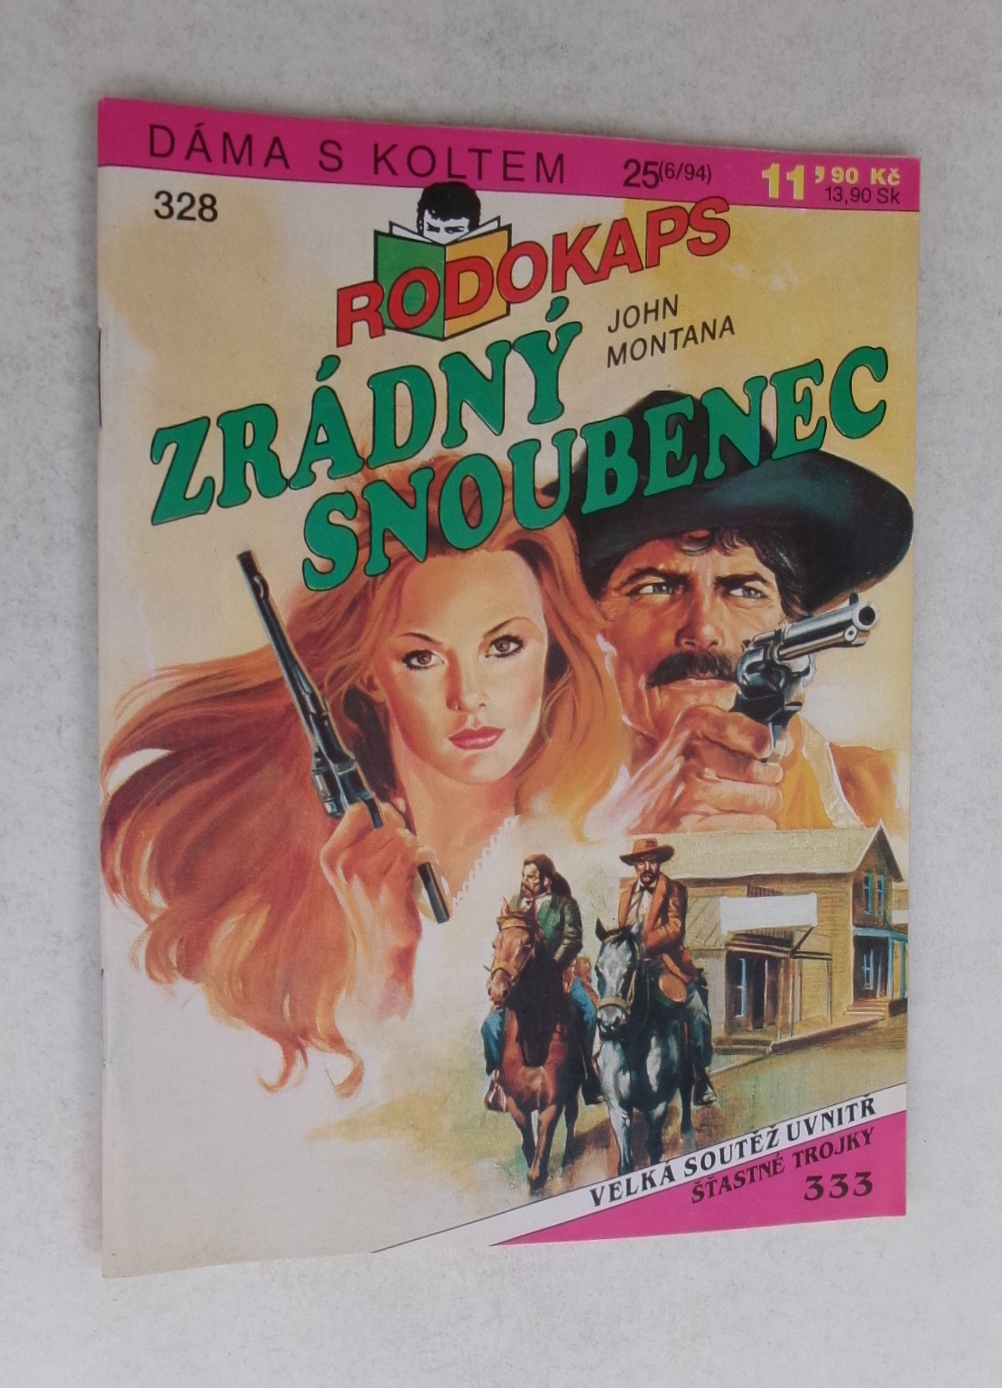 DÁMA S KOLTEM 25(6/94) 11,90 Kč
13,90 Sk
328
RODOKAPS
JOHN
MONTANA
ZRÁDNÝ
SNOUBENEC
VELKÁ SOUTĚŽ UVNITŘ
ŠŤASTNÉ TROJKY
333